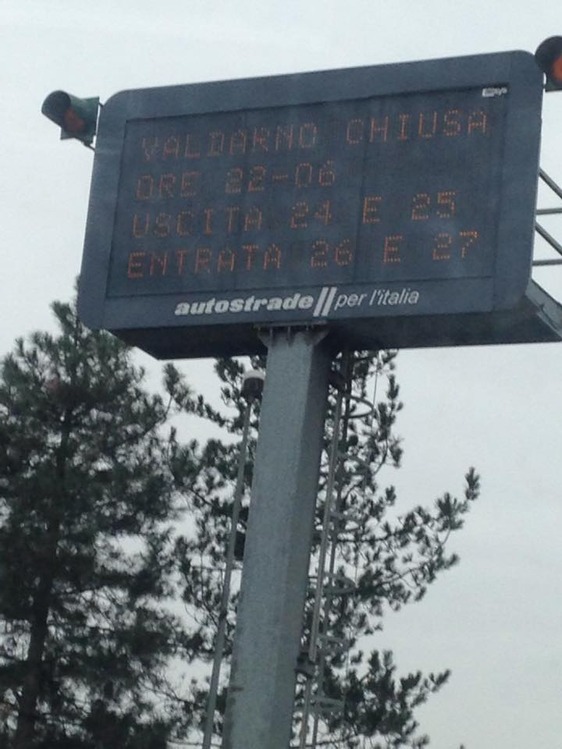 VALDARNO CHIUSA
ORE 22-06
USCITA 24 E 25
ENTRATA 26 E 27
autostrade // per l'italia